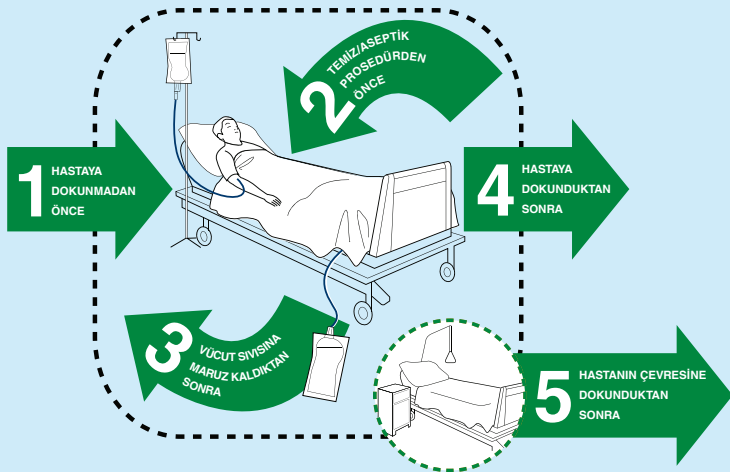 1
HASTAYA
DOKUNMADAN
ÖNCE
2
TEMİZ/ASEPTİK
PROSEDÜRDEN
ÖNCE
3
VÜCUT SIVISINA
MARUZ KALDIKTAN
SONRA
4
HASTAYA
DOKUNDUKTAN
SONRA
5
HASTANIN ÇEVRESİNE
DOKUNDUKTAN
SONRA